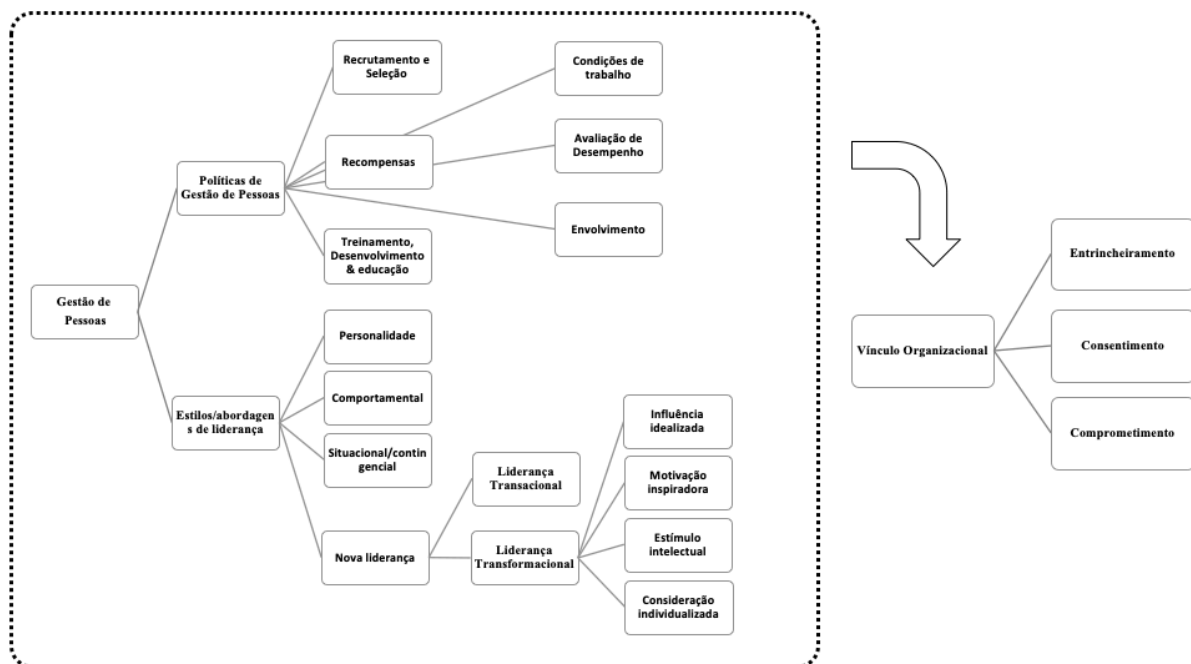 Recrutamento e
Seleção
Condições de
trabalho
Recompensas
Avaliação de
Desempenho
Políticas de
Gestão de Pessoas
Envolvimento
Treinamento,
Desenvolvimento
& educação
Gestão de
Pessoas
Personalidade
Comportamental
Estilos/abordagen
s de liderança
Situacional/contin
gencial
Nova liderança
Liderança
Transacional
Liderança
Transformacional
Influência
idealizada
Motivação
inspiradora
Estímulo
intelectual
Consideração
individualizada
Vínculo Organizacional
Entrincheiramento
Consentimento
Comprometimento